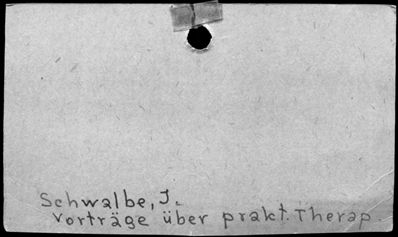 Schwalbe, J.
Vorträge über prakt. Therap.